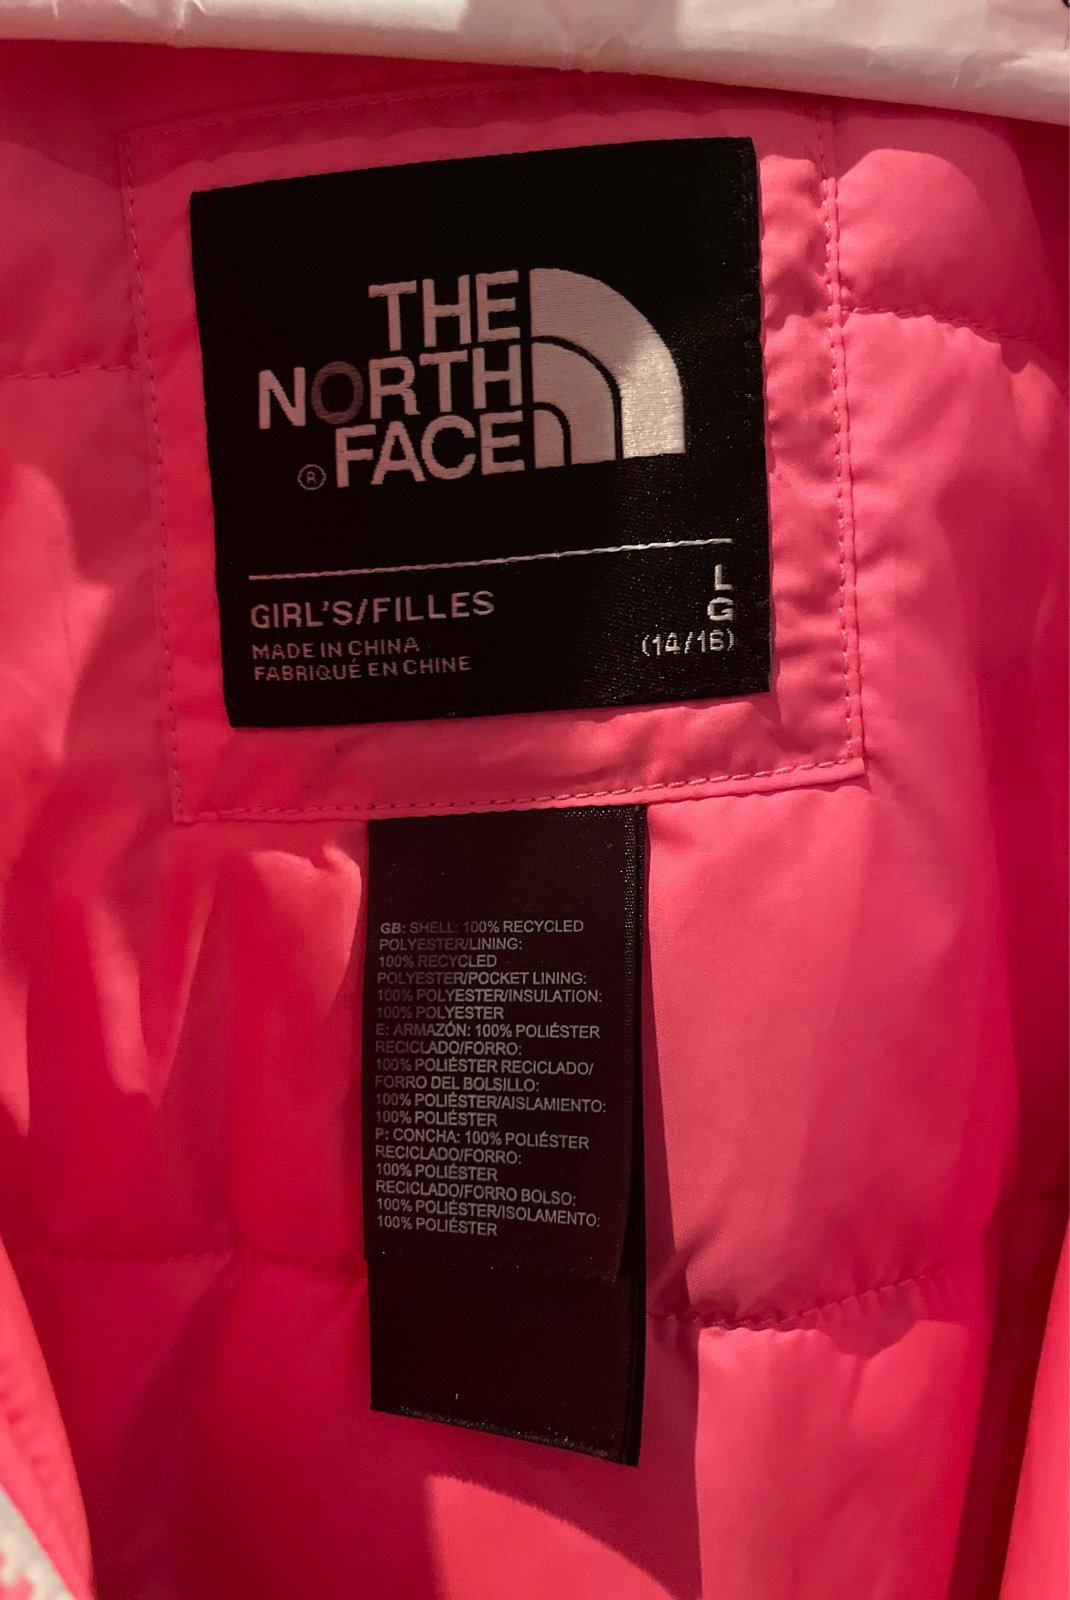 THE
NORTH
® FACE
GIRL'S/FILLES
MADE IN CHINA
FABRIQUÉ EN CHINE
L
G
(14/16)
GB: SHELL: 100% RECYCLED
POLYESTER/LINING:
100% RECYCLED
POLYESTER/POCKET LINING:
100% POLYESTER/INSULATION:
100% POLYESTER
E: ARMAZÓN: 100% POLIÉSTER
RECICLADO/FORRO:
100% POLIÉSTER RECICLADO/
FORRO DEL BOLSILLO:
100% POLIÉSTER/AISLAMIENTO:
100% POLIÉSTER
P: CONCHA: 100% POLIÉSTER
RECICLADO/FORRO:
100% POLIÉSTER
RECICLADO/FORRO BOLSO:
100% POLIÉSTER/ISOLAMENTO:
100% POLIÉSTER